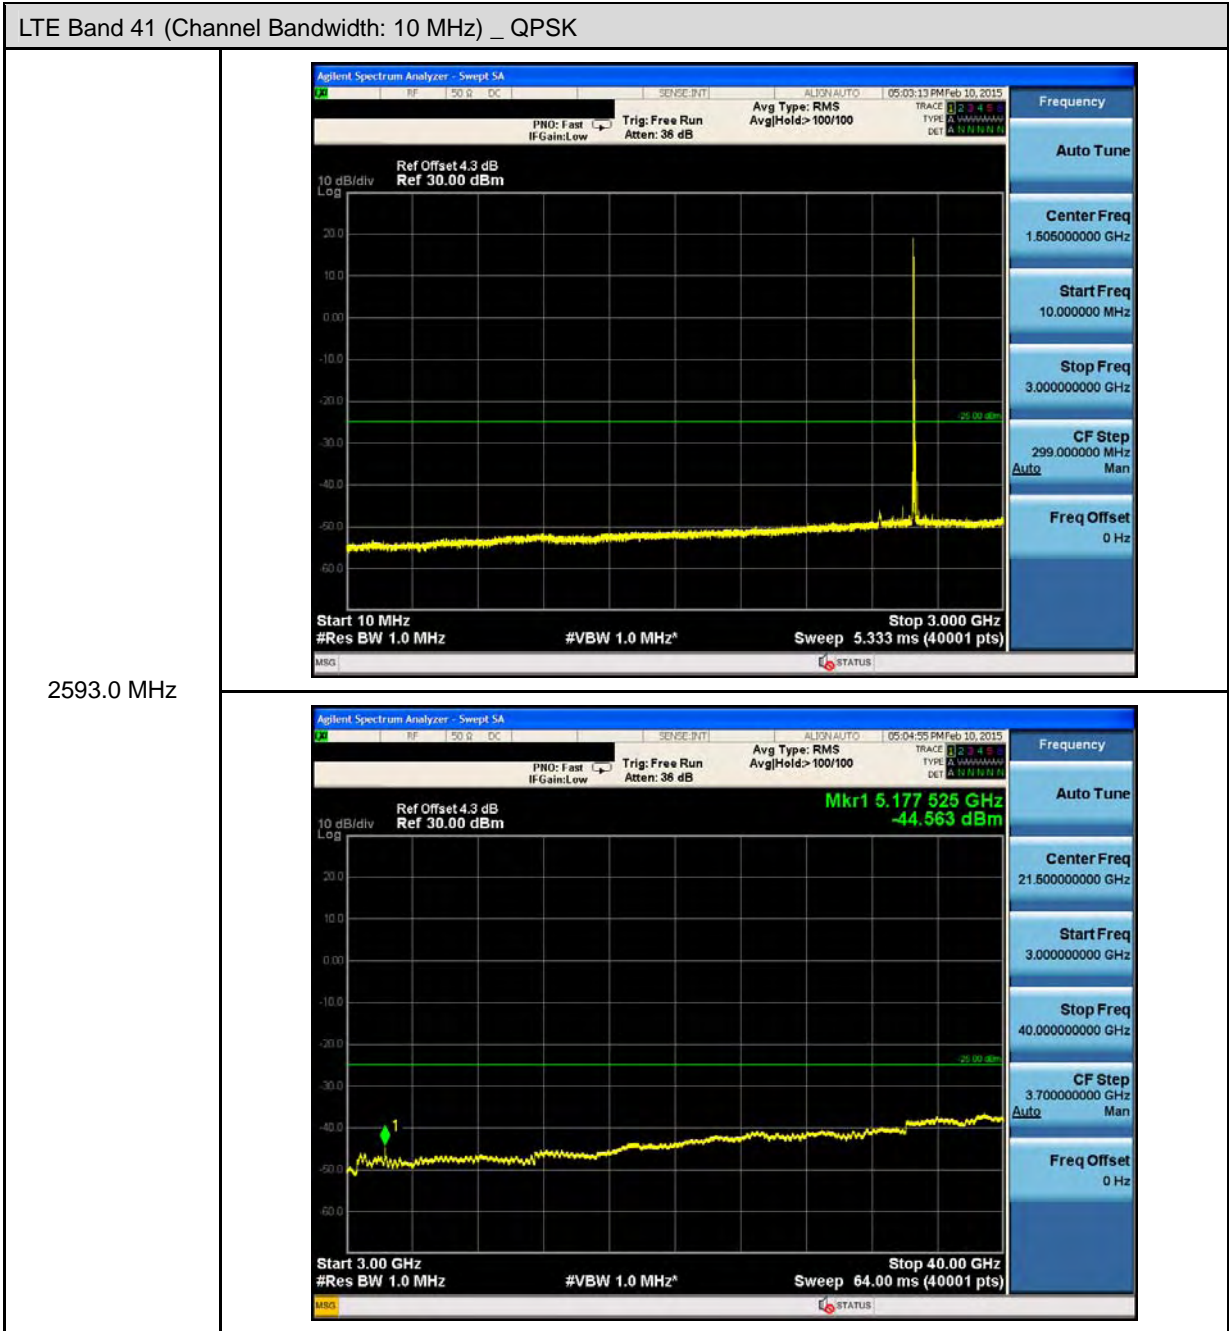 LTE Band 41 (Channel Bandwidth: 10 MHz) _ QPSK
2593.0 MHz
Agilent Spectrum Analyzer - Swept SA
RF 50 Ω DC SENSE:INT ALIGN AUTO 05:03:13 PM Feb 10, 2015
PNO: Fast
IFGain:Low
Trig: Free Run
Atten: 36 dB
Avg Type: RMS
Avg|Hold:> 100/100
TRACE 1 2 3 4 5 6
TYPE A
DET A N N N N N
Ref Offset 4.3 dB
10 dB/div Ref 30.00 dBm
Log
20.0
10.0
0.00
-10.0
-20.0
-25.00 dBm
-30.0
-40.0
-50.0
-60.0
Start 10 MHz
Stop 3.000 GHz
#Res BW 1.0 MHz
#VBW 1.0 MHz*
Sweep 5.333 ms (40001 pts)
MSG
STATUS
Frequency
Auto Tune
Center Freq
1.505000000 GHz
Start Freq
10.000000 MHz
Stop Freq
3.000000000 GHz
CF Step
299.000000 MHz
Auto Man
Freq Offset
0 Hz
Agilent Spectrum Analyzer - Swept SA
RF 50 Ω DC SENSE:INT ALIGN AUTO 05:04:55 PM Feb 10, 2015
PNO: Fast
IFGain:Low
Trig: Free Run
Atten: 36 dB
Avg Type: RMS
Avg|Hold:> 100/100
TRACE 1 2 3 4 5 6
TYPE A
DET A N N N N N
Mkr1 5.177 525 GHz
-44.563 dBm
Ref Offset 4.3 dB
10 dB/div Ref 30.00 dBm
Log
20.0
10.0
0.00
-10.0
-20.0
-25.00 dBm
-30.0
-40.0
1
-50.0
-60.0
Start 3.00 GHz
Stop 40.00 GHz
#Res BW 1.0 MHz
#VBW 1.0 MHz*
Sweep 64.00 ms (40001 pts)
MSG
STATUS
Frequency
Auto Tune
Center Freq
21.500000000 GHz
Start Freq
3.000000000 GHz
Stop Freq
40.000000000 GHz
CF Step
3.700000000 GHz
Auto Man
Freq Offset
0 Hz